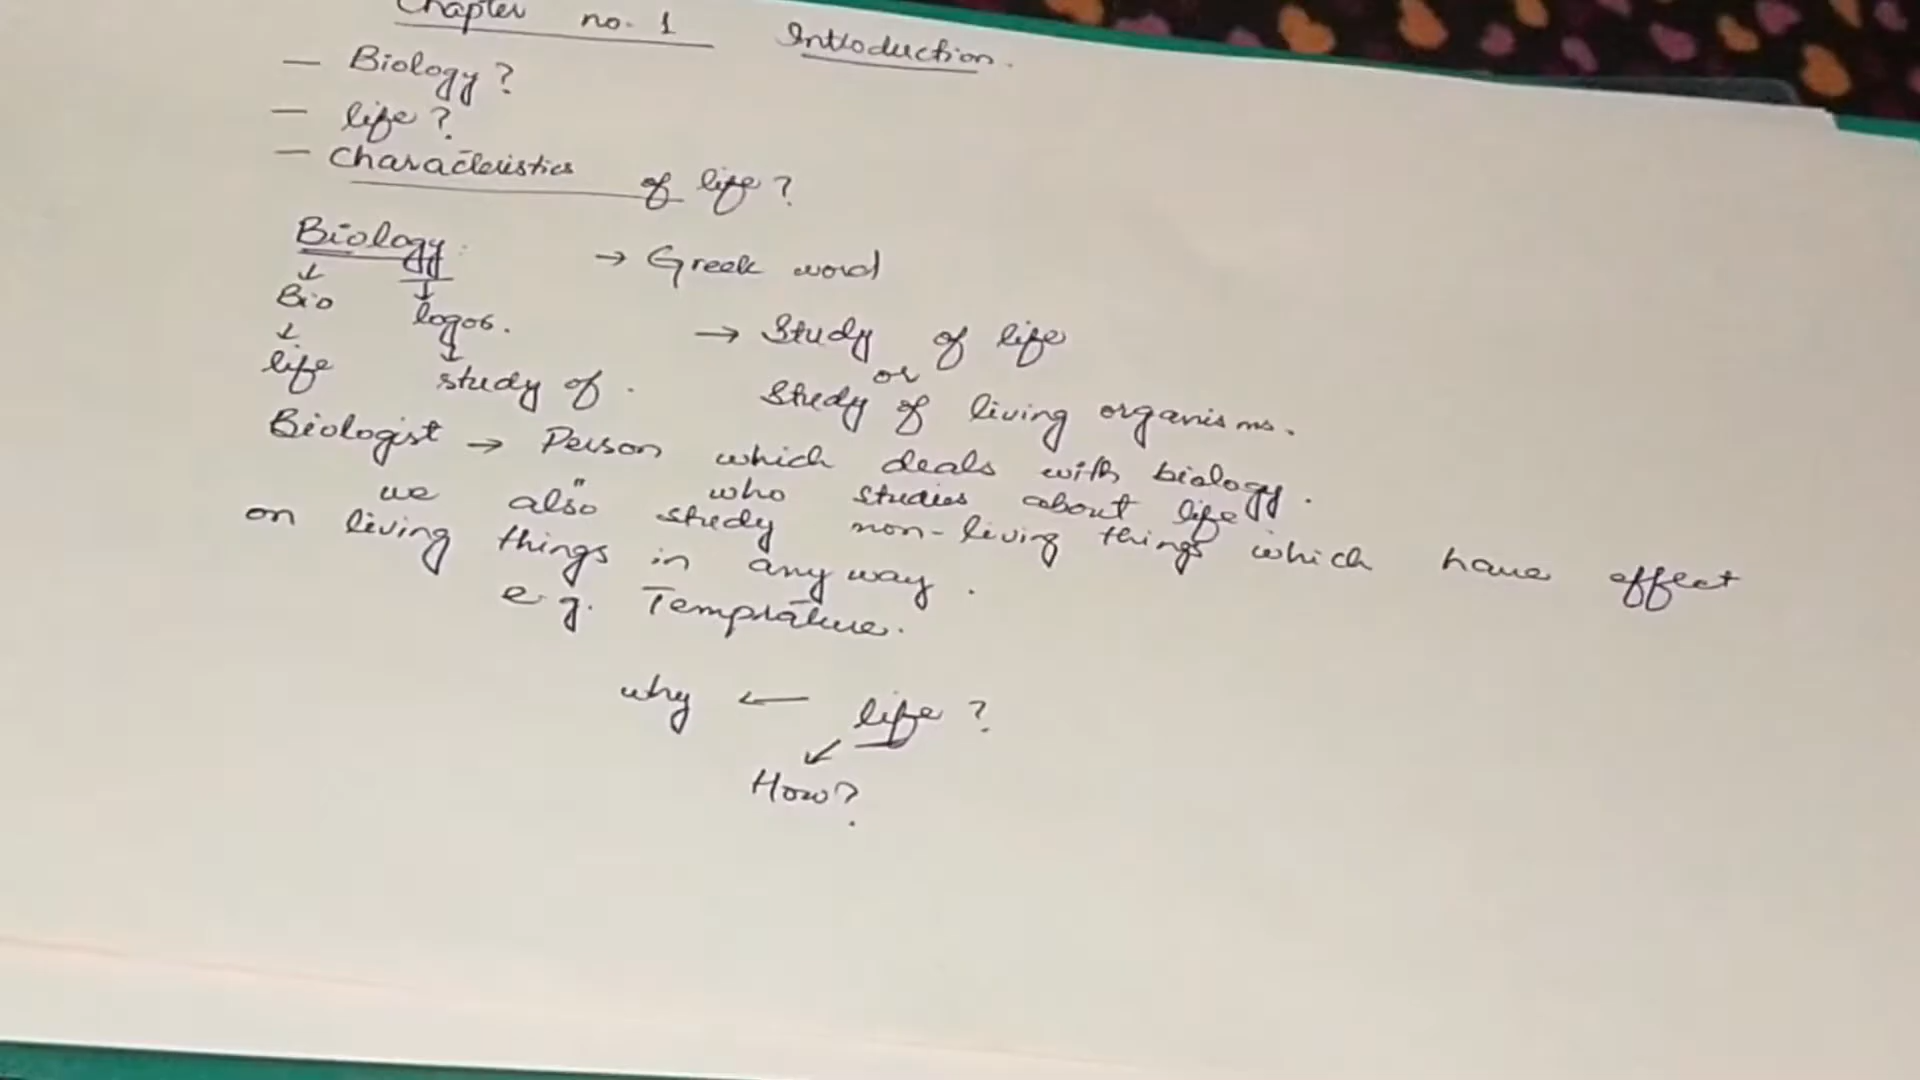 Chapter no. 1 Introduction.
— Biology?
— life?
— Characteristics of life?
Biology: → Greek word
↓ ↓
Bio logos. → Study of life
↓ ↓ or
life study of. Study of living organisms.
Biologist → Person which deals with biology.
" who studies about life
we also study non-living things which have effect
on living things in any way.
e.g. Temprature.
why ← life?
↙
How?